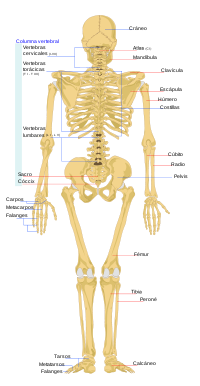 Cráneo
Columna vertebral
Vertebras
cervicales
Atlas
Mandíbula
Vertebras
torácicas
Clavícula
Escápula
Húmero
Costillas
Vertebras
lumbares
Cúbito
Radio
Sacro
Pelvis
Cóccix
Carpos
Metacarpos
Falanges
Fémur
Tibia
Peroné
Tarsos
Metatarsos
Calcáneo
Falanges